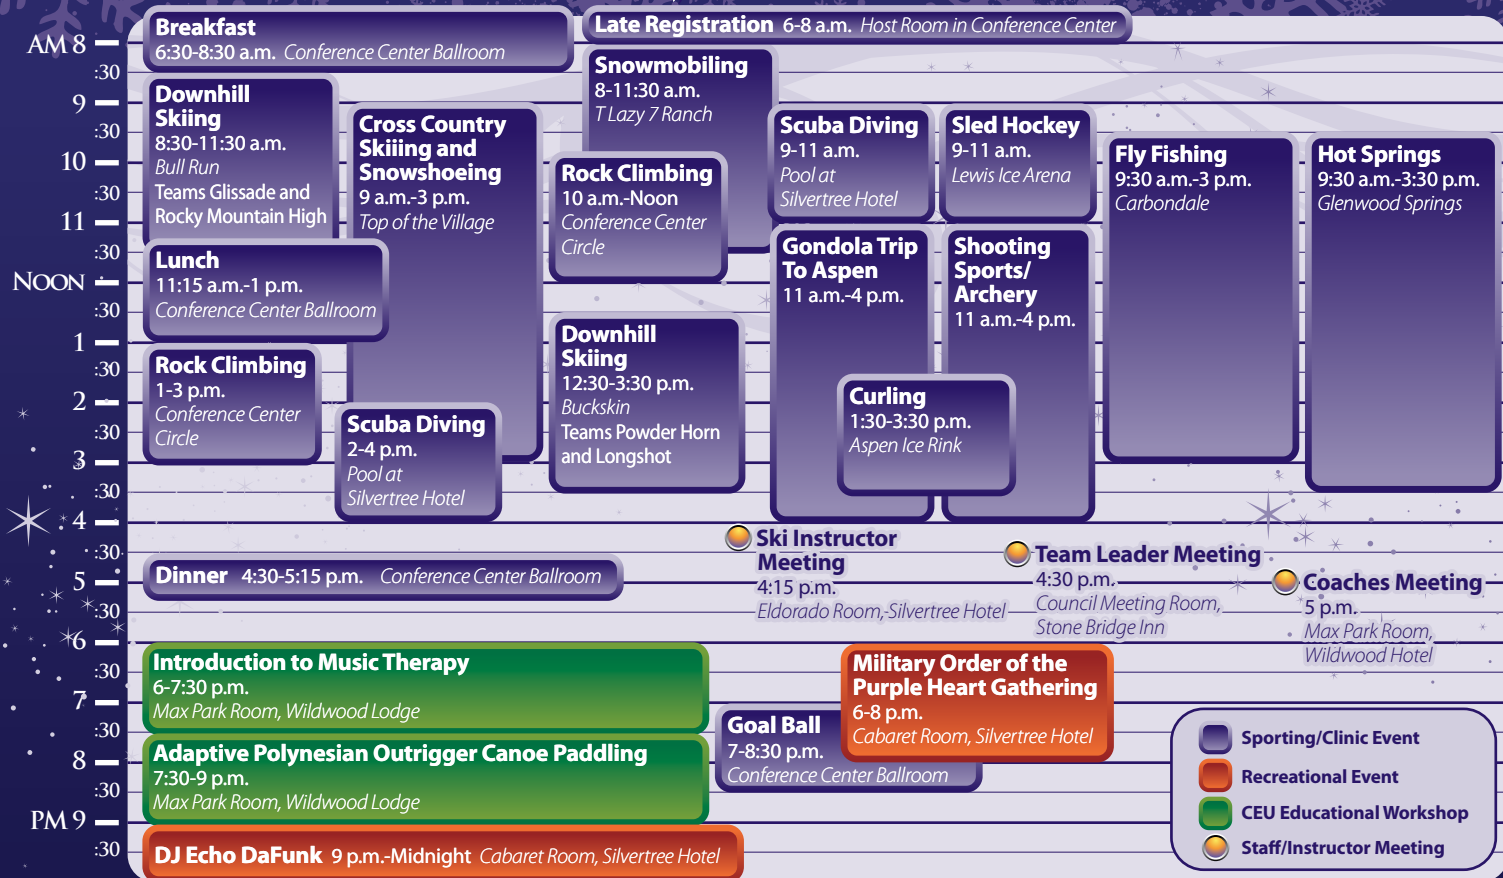 Breakfast
6:30-8:30 a.m. Conference Center Ballroom
Late Registration 6-8 a.m. Host Room in Conference Center
AM 8
:30
9
:30
10
:30
11
:30
NOON
:30
1
:30
2
:30
3
:30
4
:30
5
:30
6
:30
7
:30
8
:30
PM 9
:30
Downhill
Skiing
8:30-11:30 a.m.
Bull Run
Teams Glissade and
Rocky Mountain High
Cross Country
Skiiing and
Snowshoeing
9 a.m.-3 p.m.
Top of the Village
Snowmobiling
8-11:30 a.m.
T Lazy 7 Ranch
Rock Climbing
10 a.m.-Noon
Conference Center
Circle
Scuba Diving
9-11 a.m.
Pool at
Silvertree Hotel
Sled Hockey
9-11 a.m.
Lewis Ice Arena
Fly Fishing
9:30 a.m.-3 p.m.
Carbondale
Hot Springs
9:30 a.m.-3:30 p.m.
Glenwood Springs
Lunch
11:15 a.m.-1 p.m.
Conference Center Ballroom
Gondola Trip
To Aspen
11 a.m.-4 p.m.
Shooting
Sports/
Archery
11 a.m.-4 p.m.
Rock Climbing
1-3 p.m.
Conference Center
Circle
Scuba Diving
2-4 p.m.
Pool at
Silvertree Hotel
Downhill
Skiing
12:30-3:30 p.m.
Buckskin
Teams Powder Horn
and Longshot
Curling
1:30-3:30 p.m.
Aspen Ice Rink
Ski Instructor
Meeting
4:15 p.m.
Eldorado Room, Silvertree Hotel
Team Leader Meeting
4:30 p.m.
Council Meeting Room,
Stone Bridge Inn
Coaches Meeting
5 p.m.
Max Park Room,
Wildwood Hotel
Dinner 4:30-5:15 p.m. Conference Center Ballroom
Introduction to Music Therapy
6-7:30 p.m.
Max Park Room, Wildwood Lodge
Military Order of the
Purple Heart Gathering
6-8 p.m.
Cabaret Room, Silvertree Hotel
Goal Ball
7-8:30 p.m.
Conference Center Ballroom
Adaptive Polynesian Outrigger Canoe Paddling
7:30-9 p.m.
Max Park Room, Wildwood Lodge
DJ Echo DaFunk 9 p.m.-Midnight Cabaret Room, Silvertree Hotel
Sporting/Clinic Event
Recreational Event
CEU Educational Workshop
Staff/Instructor Meeting